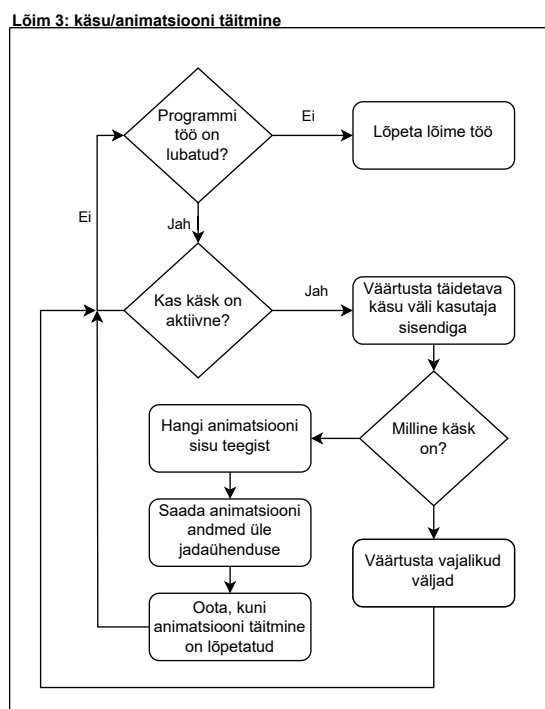 Lõim 3: käsu/animatsiooni täitmine
Programmi
töö on
lubatud?
Ei
Lõpeta lõime töö
Ei
Jah
Kas käsk on
aktiivne?
Jah
Väärtusta täidetava
käsu väli kasutaja
sisendiga
Milline käsk
on?
Hangi animatsiooni
sisu teegist
Saada animatsiooni
andmed üle
jadaühenduse
Väärtusta vajalikud
väljad
Oota, kuni
animatsiooni täitmine
on lõpetatud